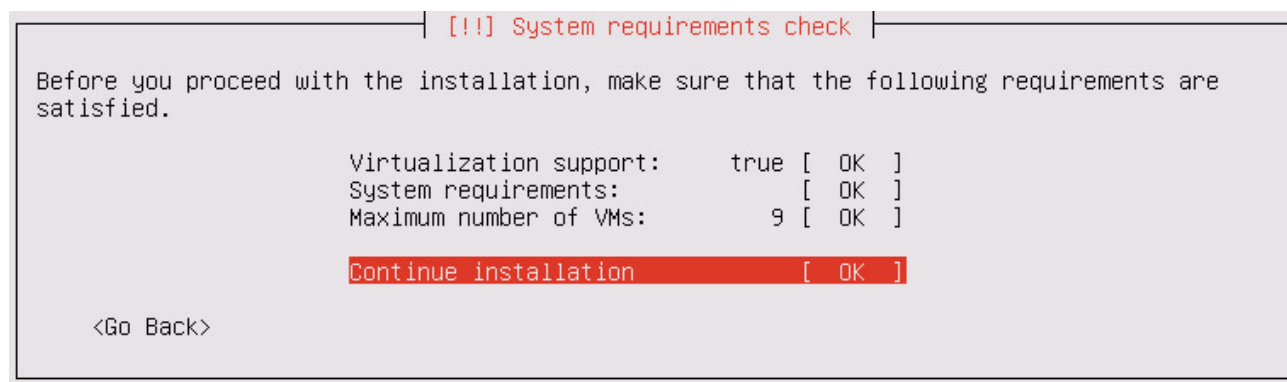 [!!] System requirements check
Before you proceed with the installation, make sure that the following requirements are
satisfied.
Virtualization support: true [ OK ]
System requirements: [ OK ]
Maximum number of VMs: 9 [ OK ]
Continue installation [ OK ]
<Go Back>